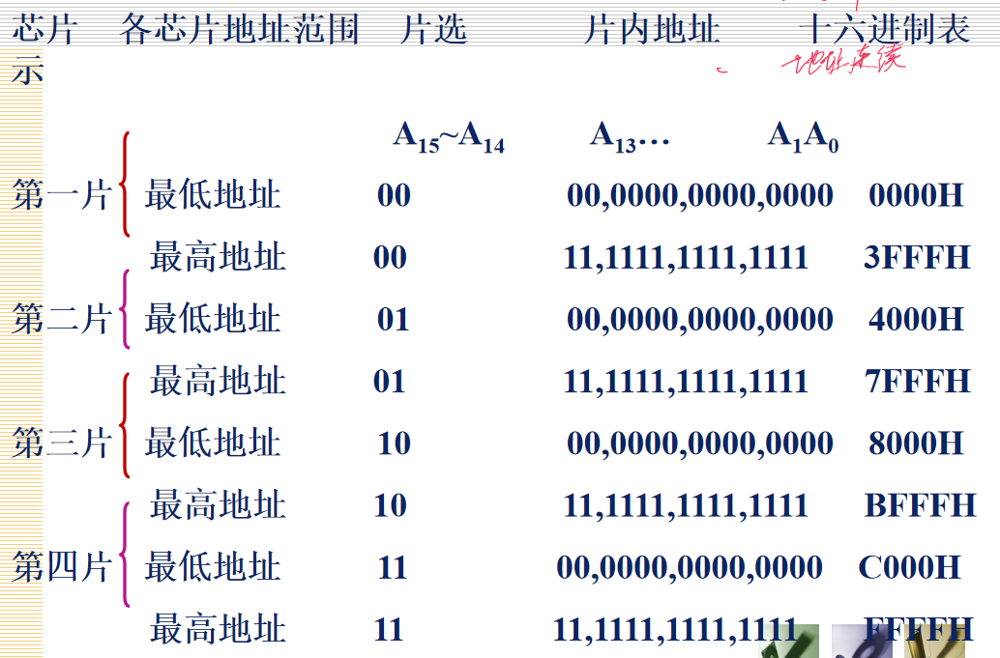 芯片 各芯片地址范围 片选 片内地址 十六进制表
示
地址连续
A15~A14 A13… A1A0
第一片 最低地址 00 00,0000,0000,0000 0000H
最高地址 00 11,1111,1111,1111 3FFFH
第二片 最低地址 01 00,0000,0000,0000 4000H
最高地址 01 11,1111,1111,1111 7FFFH
第三片 最低地址 10 00,0000,0000,0000 8000H
最高地址 10 11,1111,1111,1111 BFFFH
第四片 最低地址 11 00,0000,0000,0000 C000H
最高地址 11 11,1111,1111,1111 FFFFH